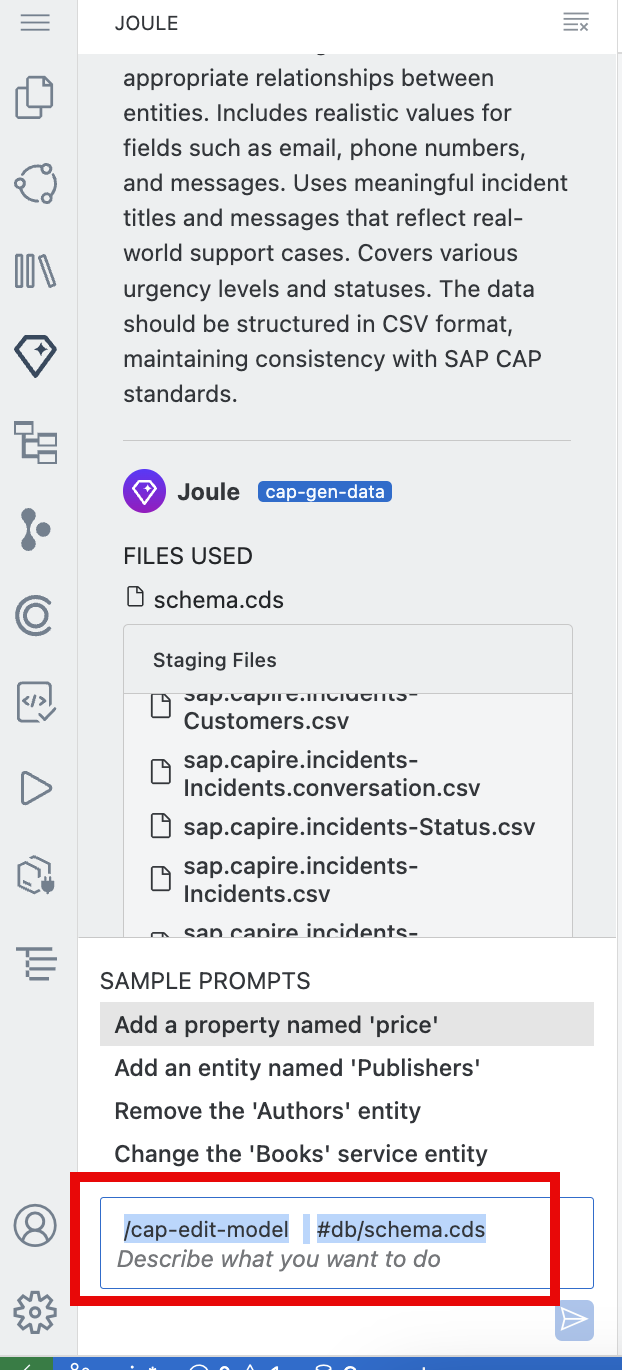 JOULE
appropriate relationships between
entities. Includes realistic values for
fields such as email, phone numbers,
and messages. Uses meaningful incident
titles and messages that reflect real-
world support cases. Covers various
urgency levels and statuses. The data
should be structured in CSV format,
maintaining consistency with SAP CAP
standards.
Joule cap-gen-data
FILES USED
schema.cds
Staging Files
sap.capire.incidents-
Customers.csv
sap.capire.incidents-
Incidents.conversation.csv
sap.capire.incidents-Status.csv
sap.capire.incidents-
Incidents.csv
sap.capire.incidents-
SAMPLE PROMPTS
Add a property named 'price'
Add an entity named 'Publishers'
Remove the 'Authors' entity
Change the 'Books' service entity
/cap-edit-model #db/schema.cds
Describe what you want to do